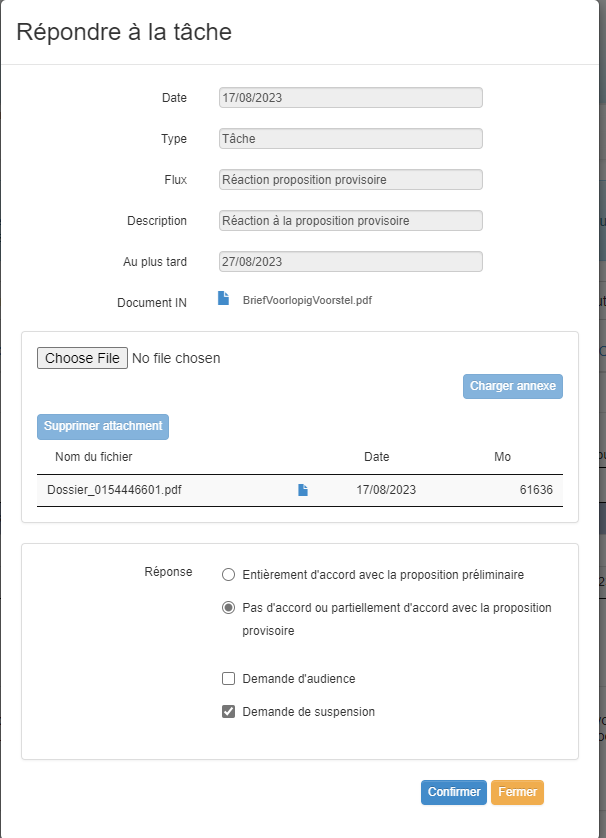 Répondre à la tâche
Date 17/08/2023
Type Tâche
Flux Réaction proposition provisoire
Description Réaction à la proposition provisoire
Au plus tard 27/08/2023
Document IN BriefVoorlopigVoorstel.pdf
Choose File No file chosen
Charger annexe
Supprimer attachment
Nom du fichier Date Mo
Dossier_0154446601.pdf 17/08/2023 61636
Réponse Entièrement d'accord avec la proposition préliminaire
Pas d'accord ou partiellement d'accord avec la proposition
provisoire
Demande d'audience
Demande de suspension
Confirmer Fermer